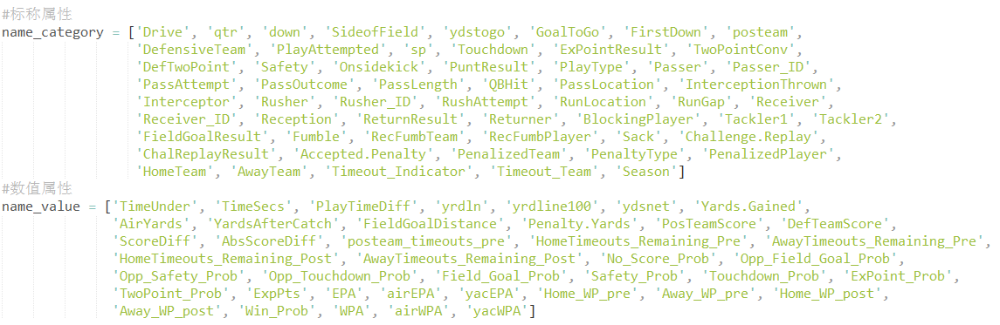 #标称属性
name_category = ['Drive', 'qtr', 'down', 'SideofField', 'ydstogo', 'GoalToGo', 'FirstDown', 'posteam',
'DefensiveTeam', 'PlayAttempted', 'sp', 'Touchdown', 'ExPointResult', 'TwoPointConv',
'DefTwoPoint', 'Safety', 'Onsidekick', 'PuntResult', 'PlayType', 'Passer', 'Passer_ID',
'PassAttempt', 'PassOutcome', 'PassLength', 'QBHit', 'PassLocation', 'InterceptionThrown',
'Interceptor', 'Rusher', 'Rusher_ID', 'RushAttempt', 'RunLocation', 'RunGap', 'Receiver',
'Receiver_ID', 'Reception', 'ReturnResult', 'Returner', 'BlockingPlayer', 'Tackler1', 'Tackler2',
'FieldGoalResult', 'Fumble', 'RecFumbTeam', 'RecFumbPlayer', 'Sack', 'Challenge.Replay',
'ChalReplayResult', 'Accepted.Penalty', 'PenalizedTeam', 'PenaltyType', 'PenalizedPlayer',
'HomeTeam', 'AwayTeam', 'Timeout_Indicator', 'Timeout_Team', 'Season']
#数值属性
name_value = ['TimeUnder', 'TimeSecs', 'PlayTimeDiff', 'yrdln', 'yrdline100', 'ydsnet', 'Yards.Gained',
'AirYards', 'YardsAfterCatch', 'FieldGoalDistance', 'Penalty.Yards', 'PosTeamScore', 'DefTeamScore',
'ScoreDiff', 'AbsScoreDiff', 'posteam_timeouts_pre', 'HomeTimeouts_Remaining_Pre', 'AwayTimeouts_Remaining_Pre',
'HomeTimeouts_Remaining_Post', 'AwayTimeouts_Remaining_Post', 'No_Score_Prob', 'Opp_Field_Goal_Prob',
'Opp_Safety_Prob', 'Opp_Touchdown_Prob', 'Field_Goal_Prob', 'Safety_Prob', 'Touchdown_Prob', 'ExPoint_Prob',
'TwoPoint_Prob', 'ExpPts', 'EPA', 'airEPA', 'yacEPA', 'Home_WP_pre', 'Away_WP_pre', 'Home_WP_post',
'Away_WP_post', 'Win_Prob', 'WPA', 'airWPA', 'yacWPA']